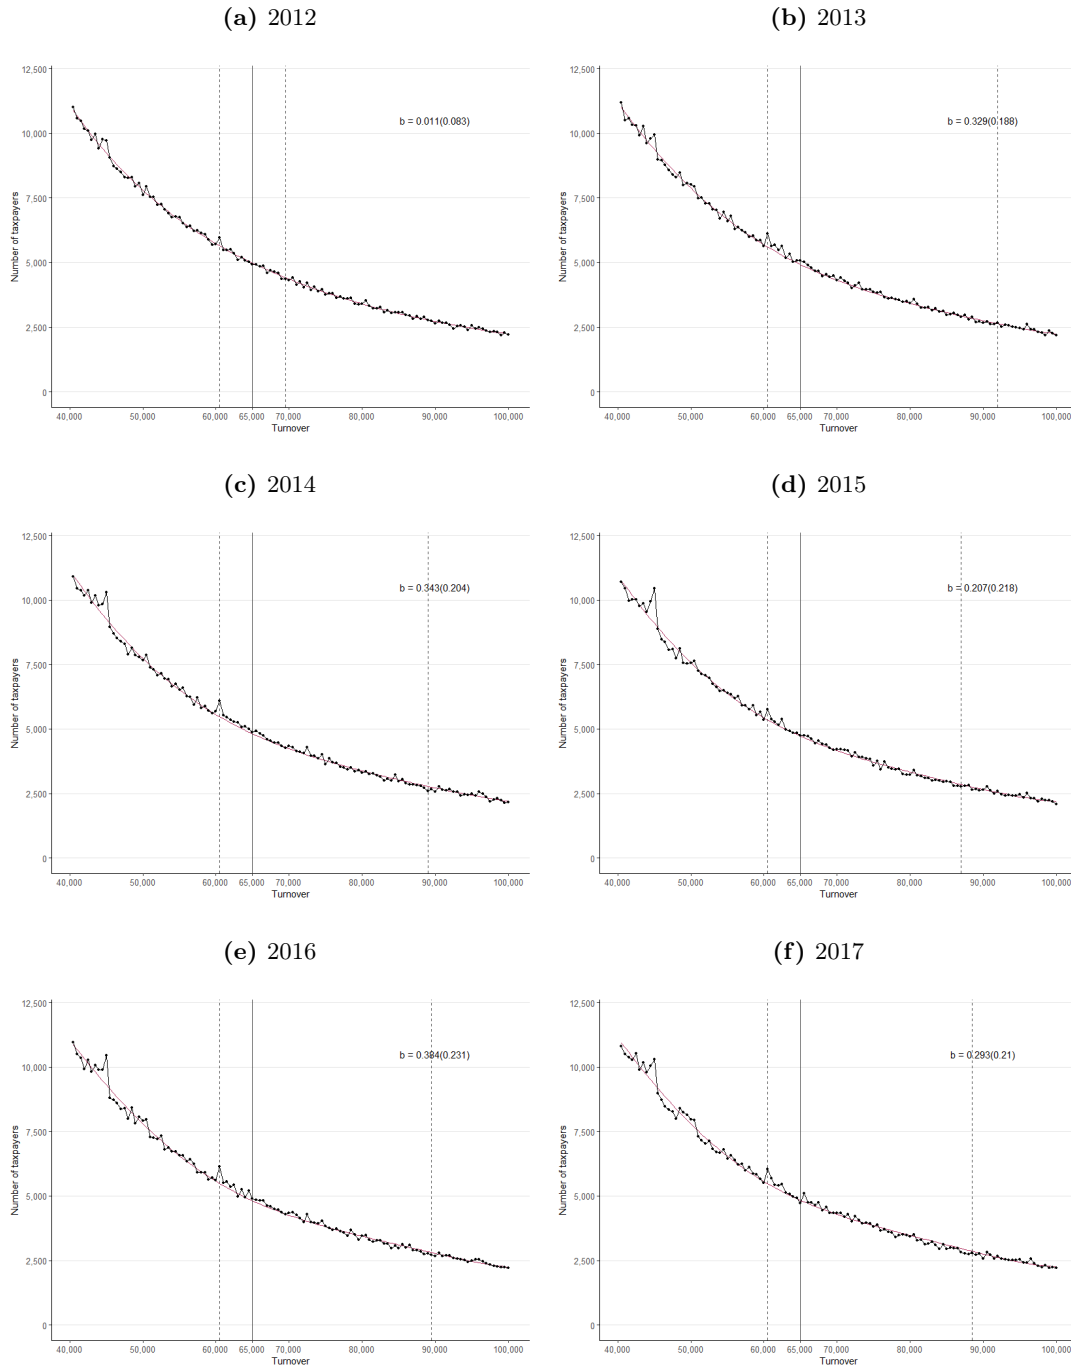 (a) 2012
12,500
10,000
7,500
5,000
2,500
0
Number of taxpayers
b = 0.011(0.083)
40,000 50,000 60,000 65,000 70,000 80,000 90,000 100,000
Turnover
(b) 2013
12,500
10,000
7,500
5,000
2,500
0
Number of taxpayers
b = 0.329(0.188)
40,000 50,000 60,000 65,000 70,000 80,000 90,000 100,000
Turnover
(c) 2014
12,500
10,000
7,500
5,000
2,500
0
Number of taxpayers
b = 0.343(0.204)
40,000 50,000 60,000 65,000 70,000 80,000 90,000 100,000
Turnover
(d) 2015
12,500
10,000
7,500
5,000
2,500
0
Number of taxpayers
b = 0.207(0.218)
40,000 50,000 60,000 65,000 70,000 80,000 90,000 100,000
Turnover
(e) 2016
12,500
10,000
7,500
5,000
2,500
0
Number of taxpayers
b = 0.384(0.231)
40,000 50,000 60,000 65,000 70,000 80,000 90,000 100,000
Turnover
(f) 2017
12,500
10,000
7,500
5,000
2,500
0
Number of taxpayers
b = 0.293(0.21)
40,000 50,000 60,000 65,000 70,000 80,000 90,000 100,000
Turnover